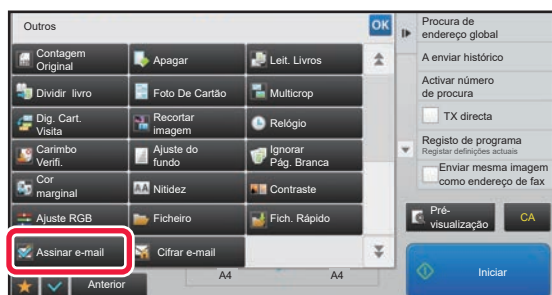 Outros
OK
Contagem
Original
Apagar
Leit. Livros
Dividir livro
Foto De Cartão
Multicrop
Dig. Cart.
Visita
Recortar
imagem
Relógio
Carimbo
Verifi.
Ajuste do
fundo
Ignorar
Pág. Branca
Cor
marginal
AA Nitidez
Contraste
Ajuste RGB
Ficheiro
Fich. Rápido
Assinar e-mail
Cifrar e-mail
Anterior
A4
A4
Procura de
endereço global
A enviar histórico
Activar número
de procura
TX directa
Registo de programa
Registar definições actuais
Enviar mesma imagem
como endereço de fax
Pré-
visualização
CA
Iniciar